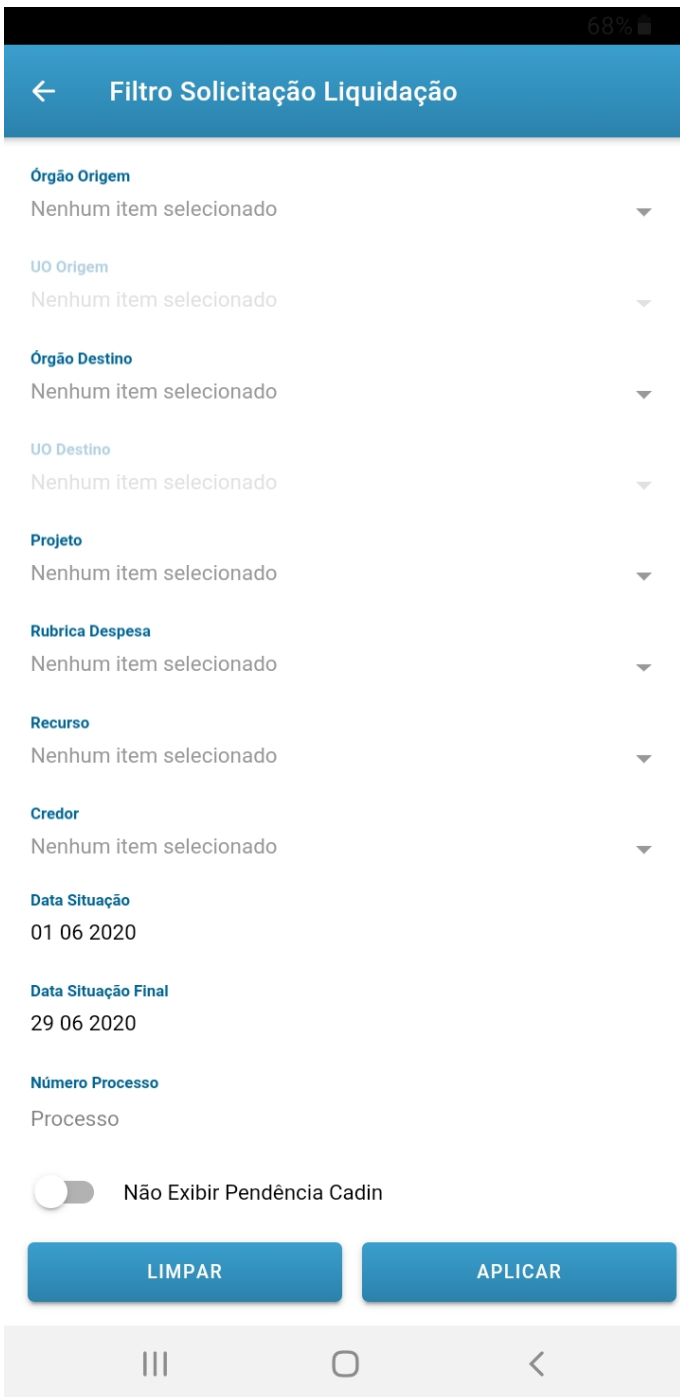 68%
Filtro Solicitação Liquidação
Órgão Origem
Nenhum item selecionado
UO Origem
Nenhum item selecionado
Órgão Destino
Nenhum item selecionado
UO Destino
Nenhum item selecionado
Projeto
Nenhum item selecionado
Rubrica Despesa
Nenhum item selecionado
Recurso
Nenhum item selecionado
Credor
Nenhum item selecionado
Data Situação
01 06 2020
Data Situação Final
29 06 2020
Número Processo
Processo
Não Exibir Pendência Cadin
LIMPAR APLICAR